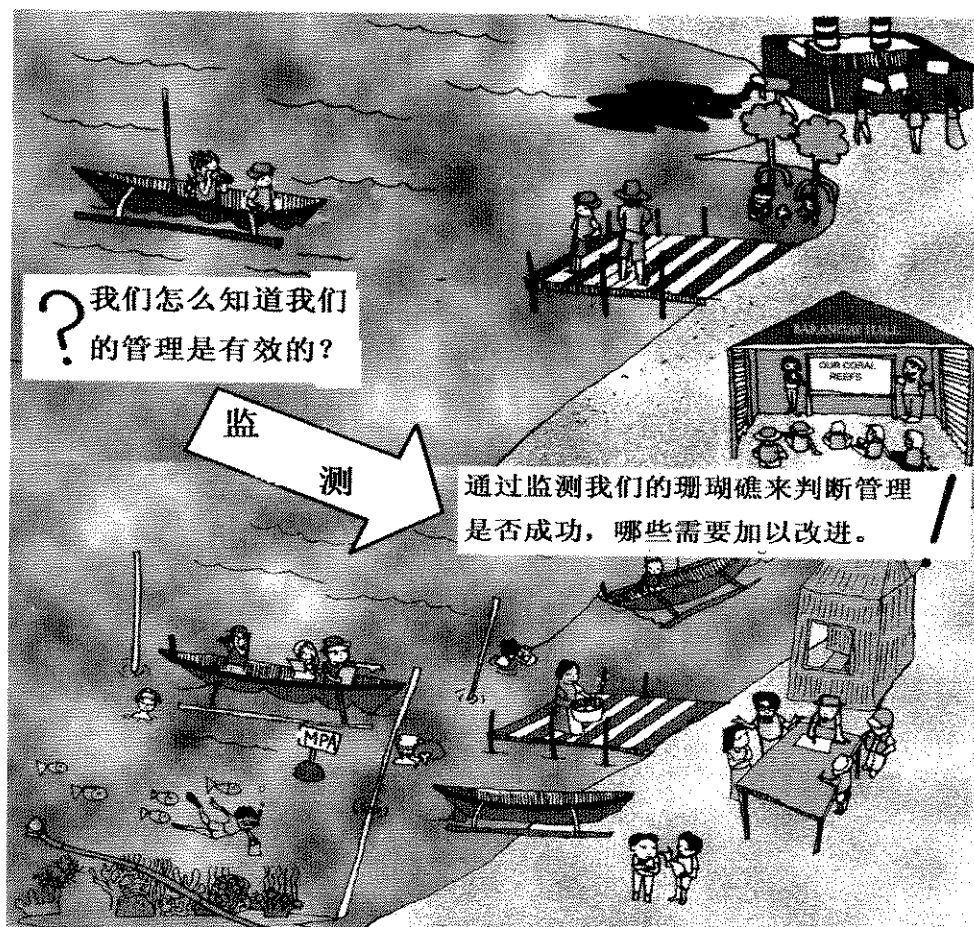 ?
我们怎么知道我们
的管理是有效的?
BARANGAY HALL
OUR CORAL
REEFS
监
测
通过监测我们的珊瑚礁来判断管理
是否成功，哪些需要加以改进。
!
MPA